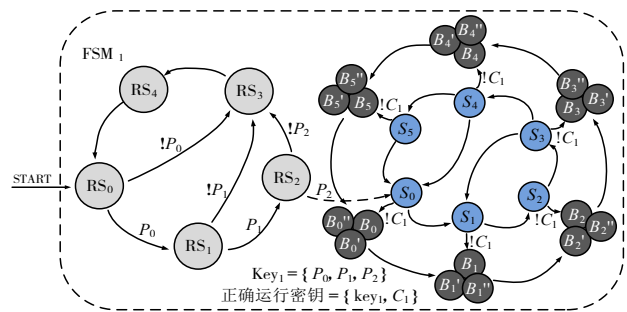 FSM 1
B4' B4'' B4
B5'' B5' B5
B3'' B3 B3'
RS4
RS3
!C1
S4
!C1
S5
S3
!C1
!P0
!P2
!P1
START
RS0
RS2
P2
S0
S2
P0
P1
RS1
B0'' B0 B0'
!C1
S1
!C1
B2 B2'' B2'
!C1
B1 B1' B1''
Key1={P0, P1, P2}
正确运行密钥={key1, C1}